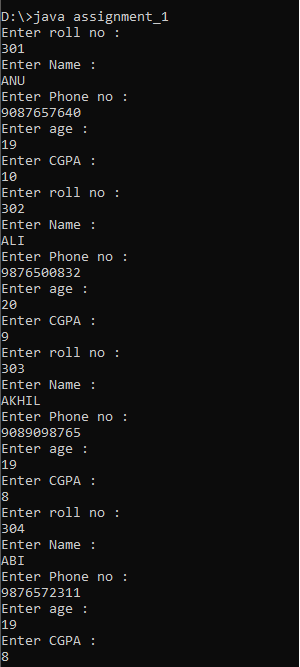 D:\>java assignment_1
Enter roll no :
301
Enter Name :
ANU
Enter Phone no :
9087657640
Enter age :
19
Enter CGPA :
10
Enter roll no :
302
Enter Name :
ALI
Enter Phone no :
9876500832
Enter age :
20
Enter CGPA :
9
Enter roll no :
303
Enter Name :
AKHIL
Enter Phone no :
9089098765
Enter age :
19
Enter CGPA :
8
Enter roll no :
304
Enter Name :
ABI
Enter Phone no :
9876572311
Enter age :
19
Enter CGPA :
8